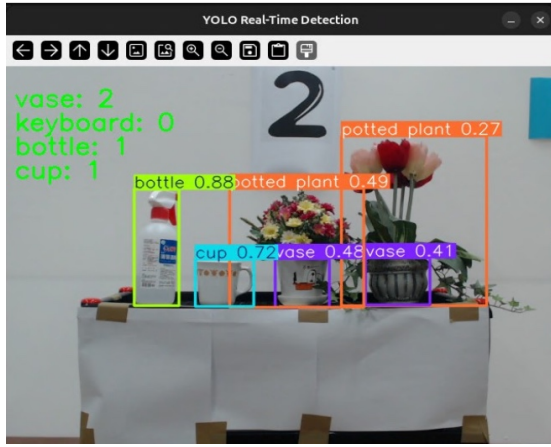 YOLO Real-Time Detection
vase: 2
keyboard: 0
bottle: 1
cup: 1
2
potted plant 0.27
bottle 0.88
potted plant 0.49
cup 0.72
vase 0.48
vase 0.41